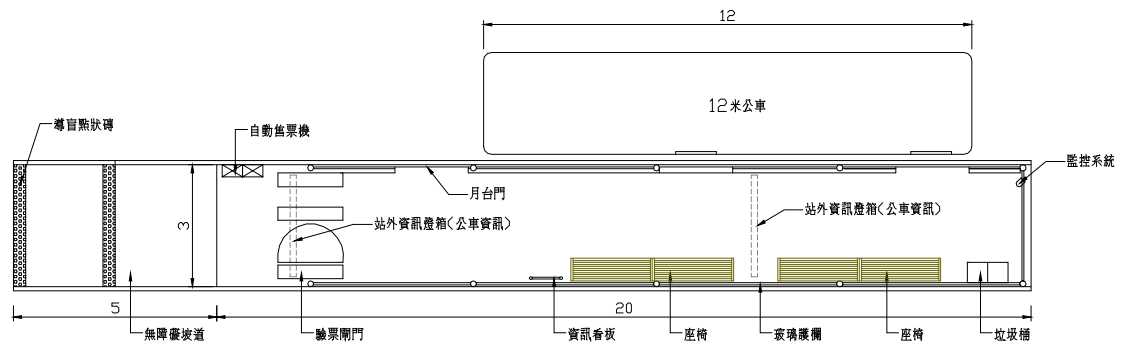 12
12米公車
導盲點狀磚
自動售票機
監控系統
月台門
站外資訊燈箱(公車資訊)
站外資訊燈箱(公車資訊)
3
5
20
無障礙坡道
驗票閘門
資訊看板
座椅
玻璃護欄
座椅
垃圾桶